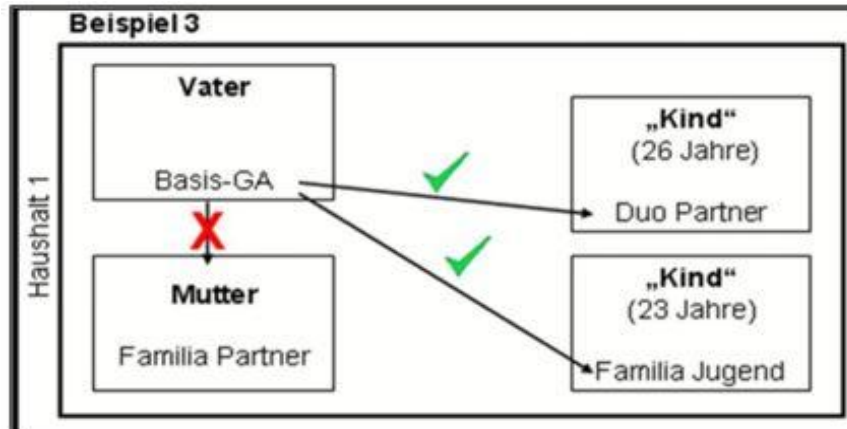 Beispiel 3
Haushalt 1
Vater
Basis-GA
Mutter
Familia Partner
„Kind“
(26 Jahre)
Duo Partner
„Kind“
(23 Jahre)
Familia Jugend